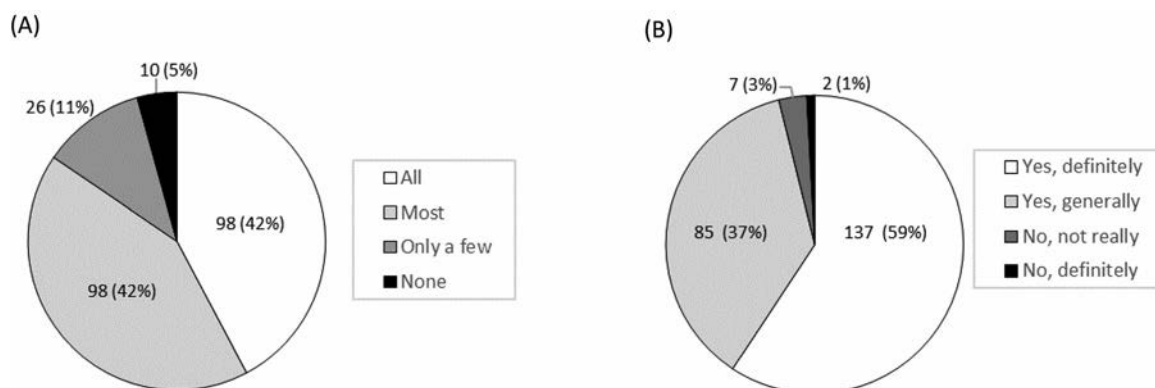 (A)
10 (5%)
26 (11%)
98 (42%)
98 (42%)
All
Most
Only a few
None
(B)
7 (3%)
2 (1%)
85 (37%)
137 (59%)
Yes, definitely
Yes, generally
No, not really
No, definitely